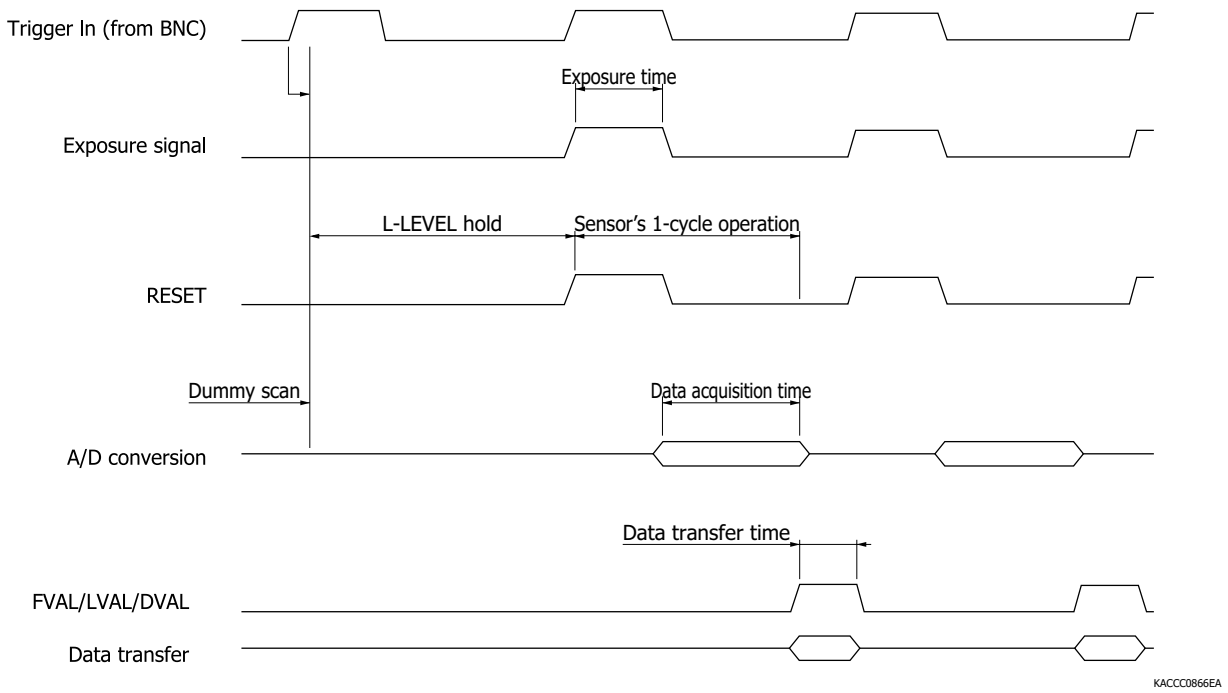 Trigger In (from BNC)
Exposure time
Exposure signal
L-LEVEL hold
Sensor's 1-cycle operation
RESET
Dummy scan
Data acquisition time
A/D conversion
Data transfer time
FVAL/LVAL/DVAL
Data transfer
KACCC0866EA